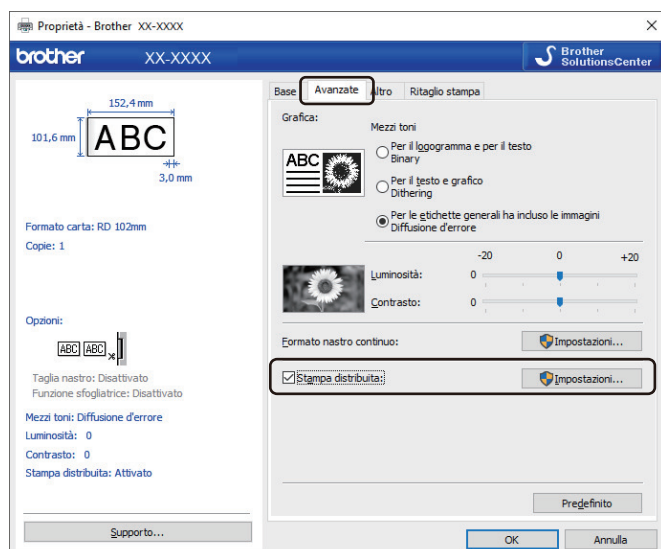 Proprietà - Brother XX-XXXX
brother XX-XXXX
Brother
SolutionsCenter
152,4 mm
101,6 mm
ABC
3,0 mm
Formato carta: RD 102mm
Copie: 1
Opzioni:
ABC ABC
Taglia nastro: Disattivato
Funzione sfogliatrice: Disattivato
Mezzi toni: Diffusione d'errore
Luminosità: 0
Contrasto: 0
Stampa distribuita: Attivato
Supporto...
Base Avanzate Altro Ritaglio stampa
Grafica:
Mezzi toni
ABC
Per il logogramma e per il testo
Binary
Per il testo e grafico
Dithering
Per le etichette generali ha incluso le immagini
Diffusione d'errore
-20 0 +20
Luminosità: 0
Contrasto: 0
Formato nastro continuo: Impostazioni...
Stampa distribuita: Impostazioni...
Predefinito
OK Annulla